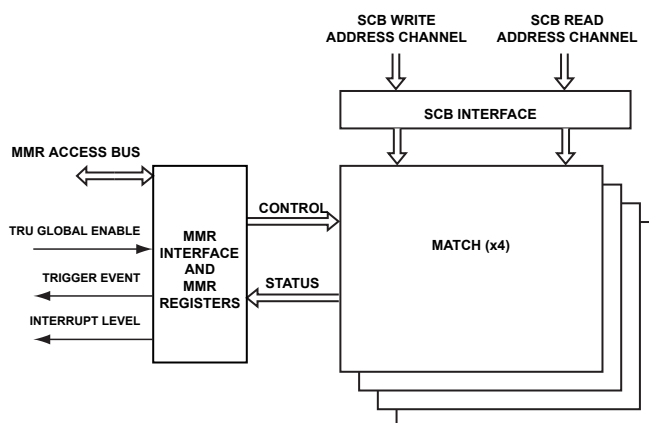 SCB WRITE
ADDRESS CHANNEL
SCB READ
ADDRESS CHANNEL
SCB INTERFACE
MMR ACCESS BUS
TRU GLOBAL ENABLE
TRIGGER EVENT
INTERRUPT LEVEL
MMR
INTERFACE
AND
MMR
REGISTERS
CONTROL
STATUS
MATCH (x4)